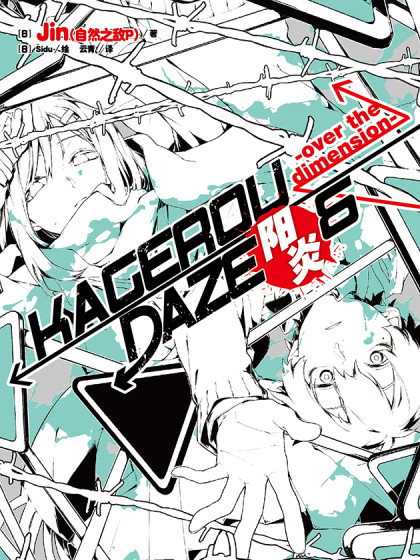 [日] Jin(自然之敌P) 著
[日] Sidu 绘 云青 译
-over the
dimension-
KAGEROU
DAZE
阳炎
6